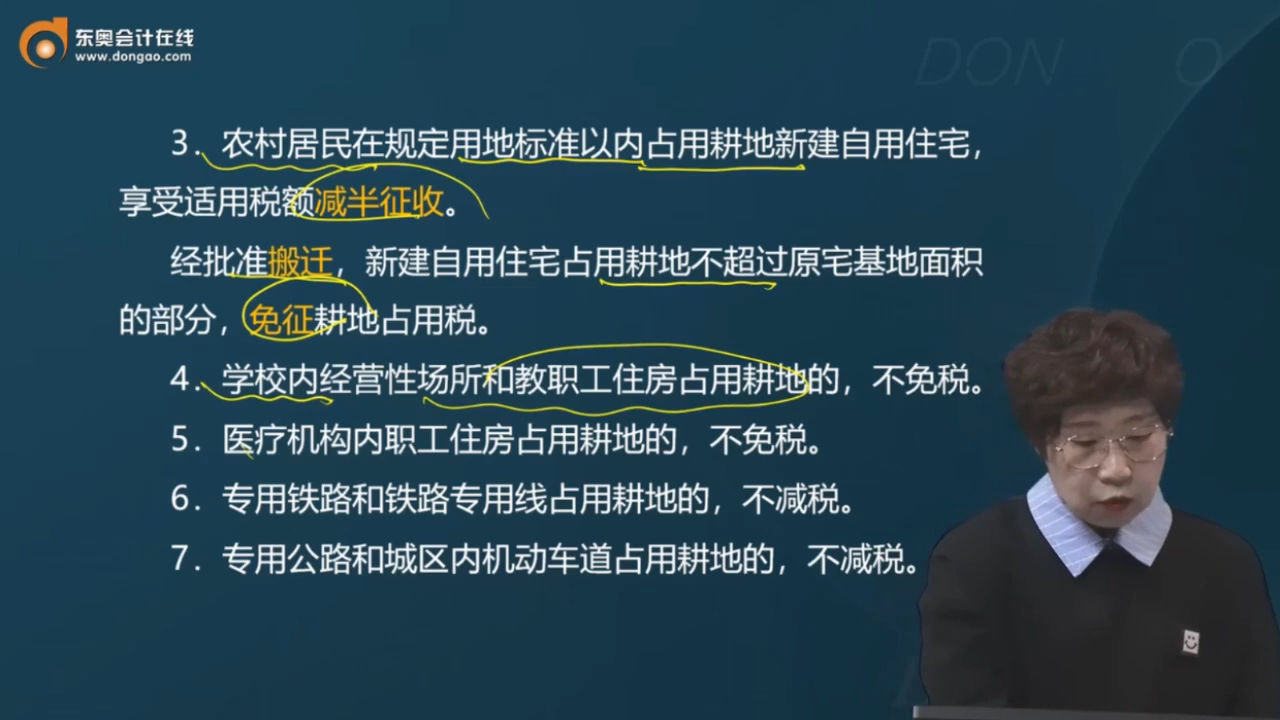 东奥会计在线
www.dongao.com
DON O
3．农村居民在规定用地标准以内占用耕地新建自用住宅，
享受适用税额减半征收。
经批准搬迁，新建自用住宅占用耕地不超过原宅基地面积
的部分，免征耕地占用税。
4．学校内经营性场所和教职工住房占用耕地的，不免税。
5．医疗机构内职工住房占用耕地的，不免税。
6．专用铁路和铁路专用线占用耕地的，不减税。
7．专用公路和城区内机动车道占用耕地的，不减税。